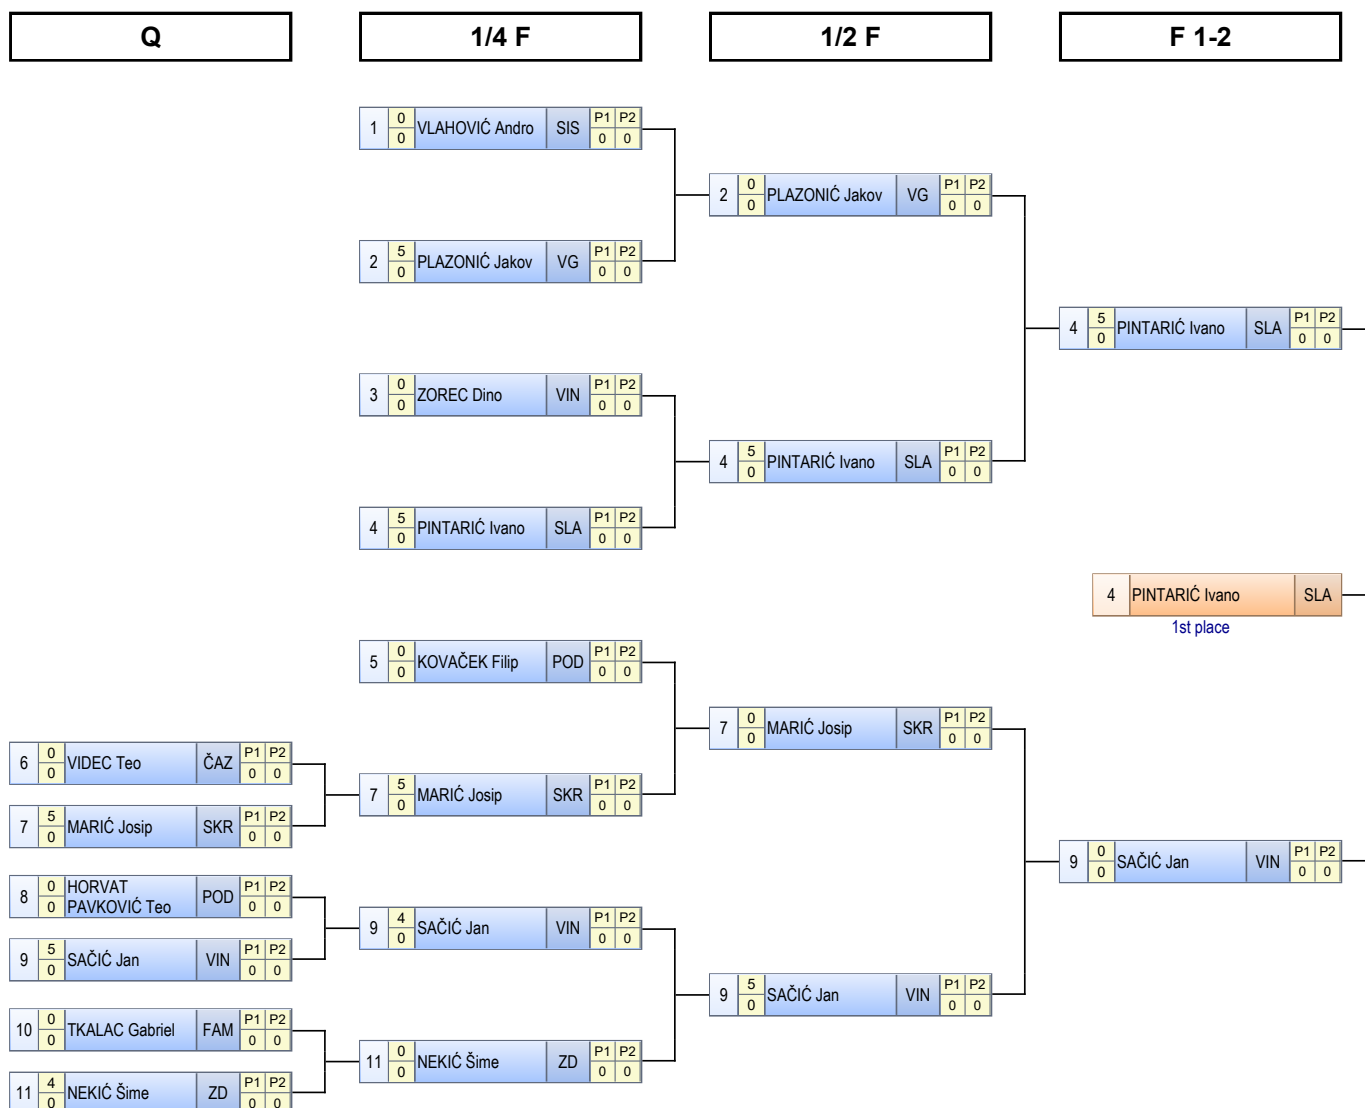 Q 1/4 F 1/2 F F 1-2
1 0 VLAHOVIĆ Andro SIS P1 P2
0 0 0
2 0 PLAZONIĆ Jakov VG P1 P2
0 0 0
2 5 PLAZONIĆ Jakov VG P1 P2
0 0 0
4 5 PINTARIĆ Ivano SLA P1 P2
0 0 0
3 0 ZOREC Dino VIN P1 P2
0 0 0
4 5 PINTARIĆ Ivano SLA P1 P2
0 0 0
4 5 PINTARIĆ Ivano SLA P1 P2
0 0 0
4 PINTARIĆ Ivano SLA
1st place
5 0 KOVAČEK Filip POD P1 P2
0 0 0
7 0 MARIĆ Josip SKR P1 P2
0 0 0
6 0 VIDEC Teo ČAZ P1 P2
0 0 0
7 5 MARIĆ Josip SKR P1 P2
0 0 0
7 5 MARIĆ Josip SKR P1 P2
0 0 0
9 0 SAČIĆ Jan VIN P1 P2
0 0 0
8 0 HORVAT POD P1 P2
0 PAVKOVIĆ Teo 0 0
9 4 SAČIĆ Jan VIN P1 P2
0 0 0
9 5 SAČIĆ Jan VIN P1 P2
0 0 0
9 5 SAČIĆ Jan VIN P1 P2
0 0 0
10 0 TKALAC Gabriel FAM P1 P2
0 0 0
11 0 NEKIĆ Šime ZD P1 P2
0 0 0
11 4 NEKIĆ Šime ZD P1 P2
0 0 0